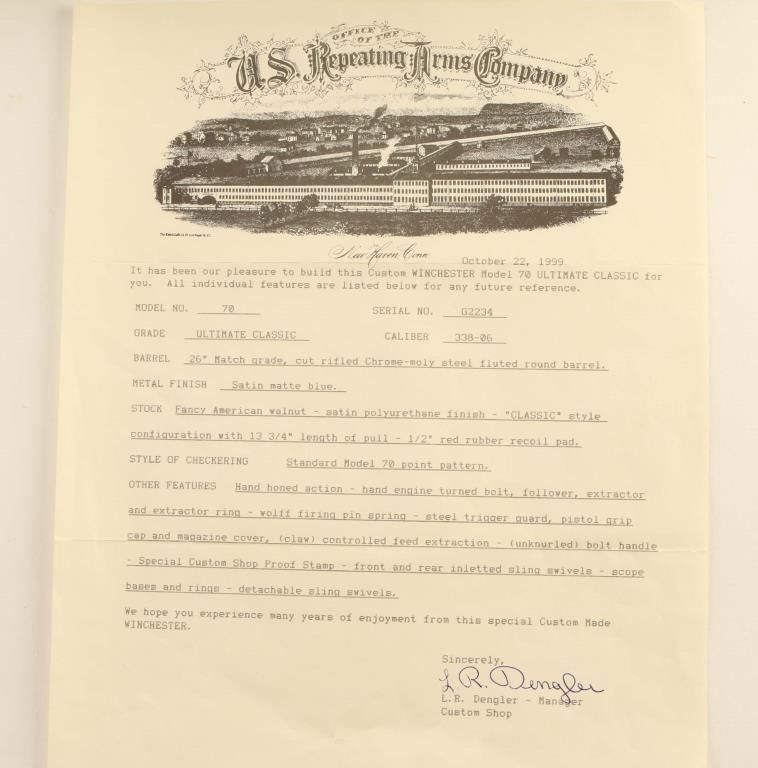 OFFICE
OF THE
U.S. Repeating Arms Company
New Haven Conn
October 22, 1999
It has been our pleasure to build this Custom WINCHESTER Model 70 ULTIMATE CLASSIC for
you. All individual features are listed below for any future reference.
MODEL NO. 70 SERIAL NO. G2234
GRADE ULTIMATE CLASSIC CALIBER 338-06
BARREL 26" Match grade, cut rifled Chrome-moly steel fluted round barrel.
METAL FINISH Satin matte blue.
STOCK Fancy American walnut - satin polyurethane finish - "CLASSIC" style
configuration with 13 3/4" length of pull - 1/2" red rubber recoil pad.
STYLE OF CHECKERING Standard Model 70 point pattern.
OTHER FEATURES Hand honed action - hand engine turned bolt, follower, extractor
and extractor ring - wolff firing pin spring - steel trigger guard, pistol grip
cap and magazine cover, (claw) controlled feed extraction - (unknurled) bolt handle
- Special Custom Shop Proof Stamp - front and rear inletted sling swivels - scope
bases and rings - detachable sling swivels.
We hope you experience many years of enjoyment from this special Custom Made
WINCHESTER.
Sincerely,
L R. Dengler
L.R. Dengler - Manager
Custom Shop